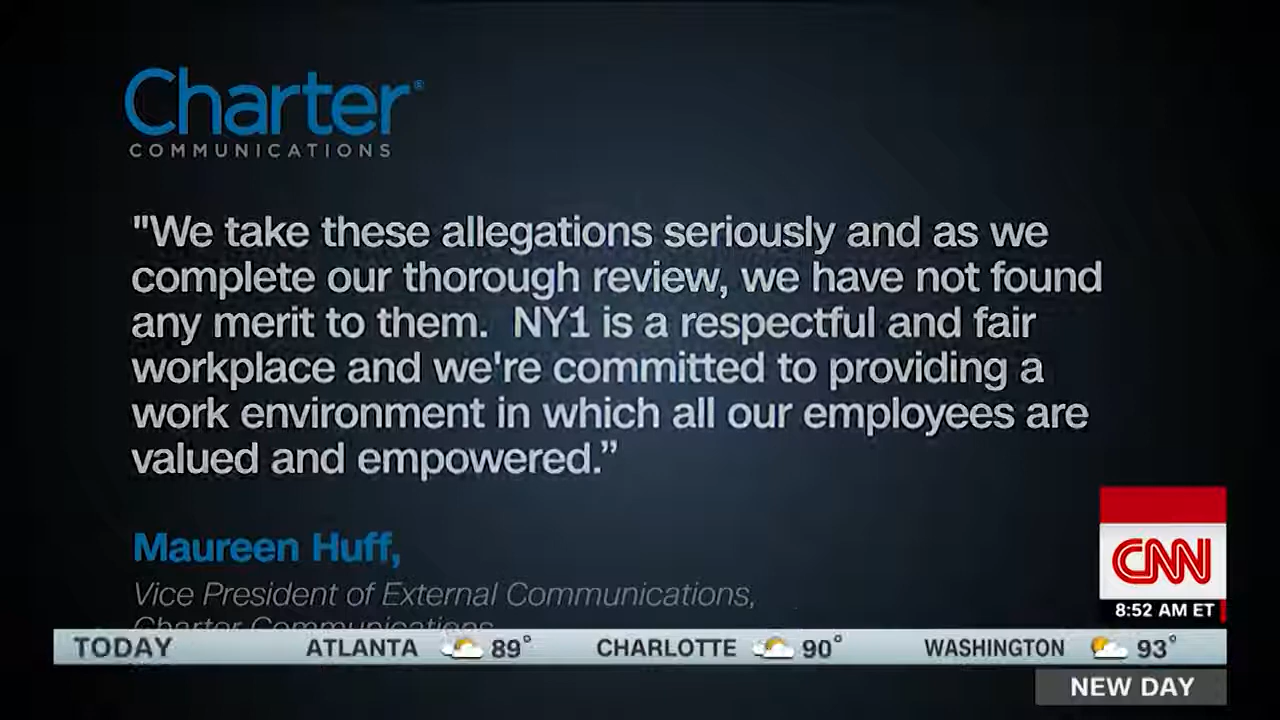 Charter®
COMMUNICATIONS
"We take these allegations seriously and as we
complete our thorough review, we have not found
any merit to them.  NY1 is a respectful and fair
workplace and we're committed to providing a
work environment in which all our employees are
valued and empowered.”
Maureen Huff,
Vice President of External Communications,
Charter Communications
CNN
8:52 AM ET
TODAY ATLANTA 89° CHARLOTTE 90° WASHINGTON 93°
NEW DAY